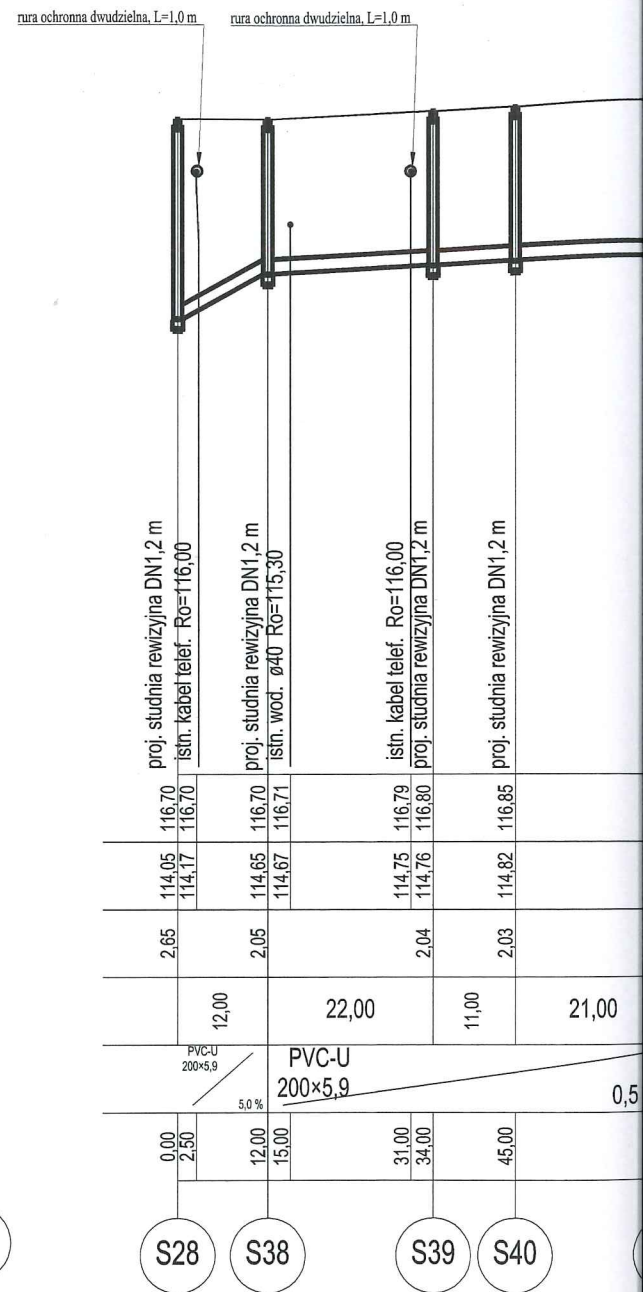 rura ochronna dwudzielna, L=1,0 m
rura ochronna dwudzielna, L=1,0 m
proj. studnia rewizyjna DN1,2 m
istn. kabel telef. Ro=116,00
proj. studnia rewizyjna DN1,2 m
istn. wod. ø40 Ro=115,30
istn. kabel telef. Ro=116,00
proj. studnia rewizyjna DN1,2 m
proj. studnia rewizyjna DN1,2 m
116,70 116,70 116,70 116,71 116,79 116,80 116,85
114,05 114,17 114,65 114,67 114,75 114,76 114,82
2,65 2,05 2,04 2,03
12,00 22,00 11,00 21,00
PVC-U
200×5,9
5,0 %
PVC-U
200×5,9
0,5
0,00 2,50 12,00 15,00 31,00 34,00 45,00
S28 S38 S39 S40